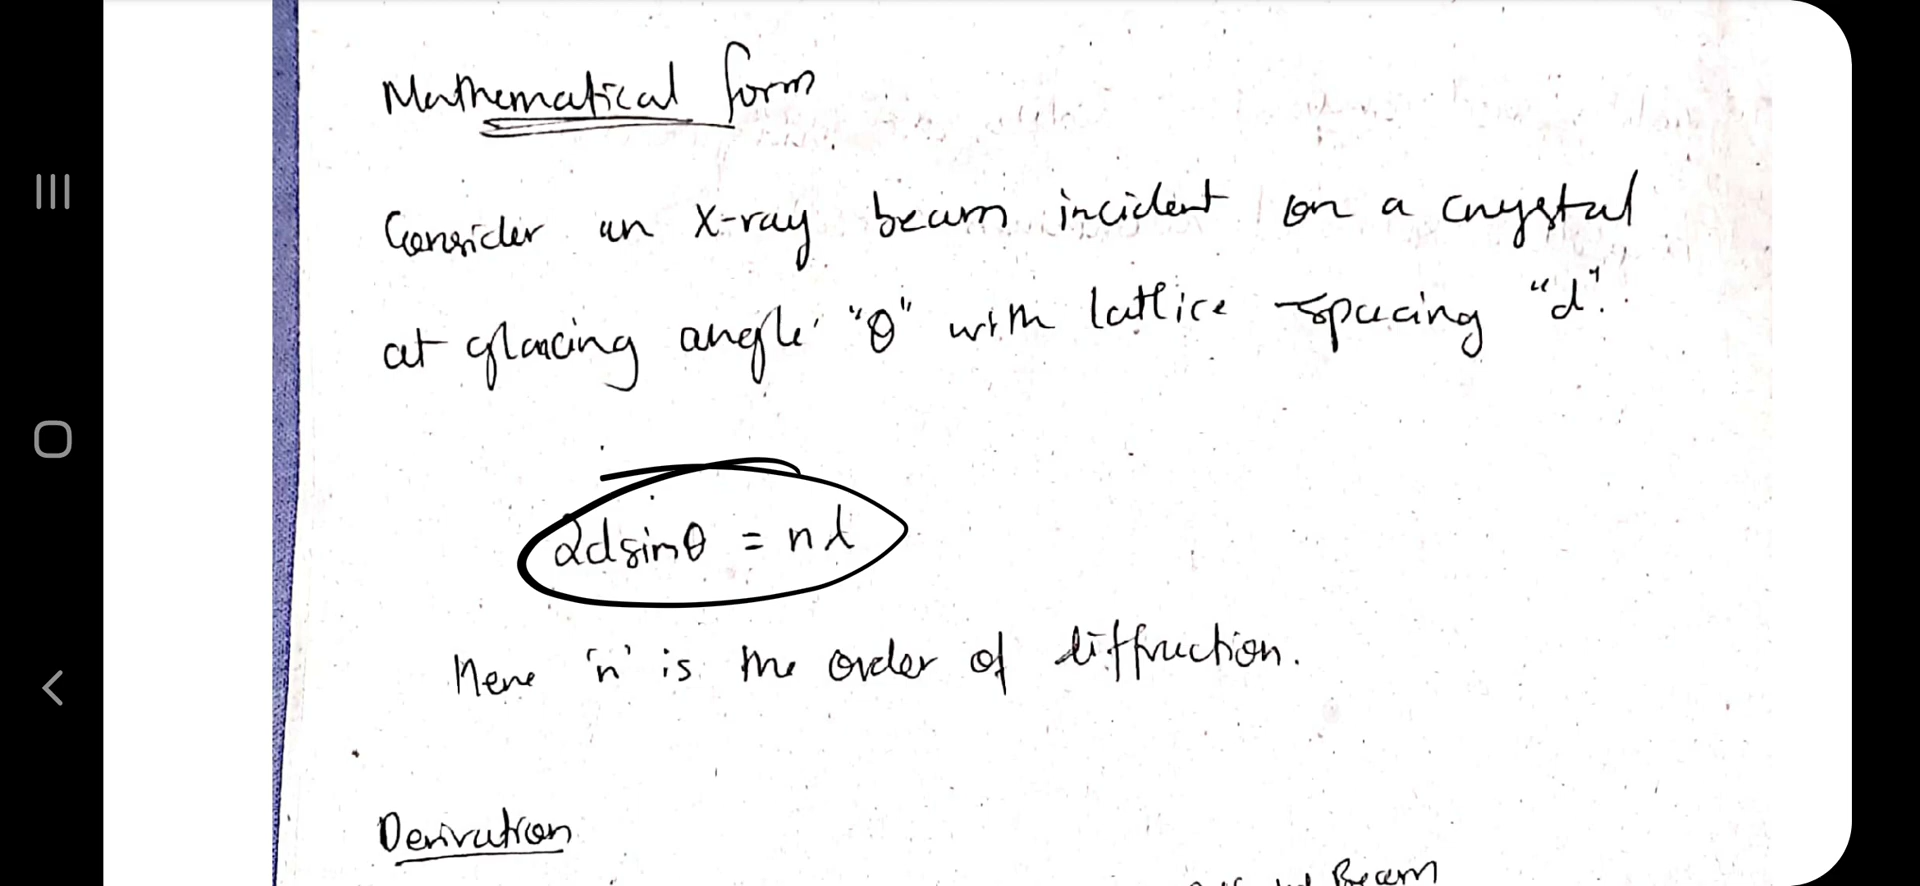 Mathematical form
Consider an X-ray beam incident on a crystal
at glancing angle "θ" with lattice spacing "d".
2dsinθ = nλ
Here 'n' is the order of diffraction.
Derivation
Beam